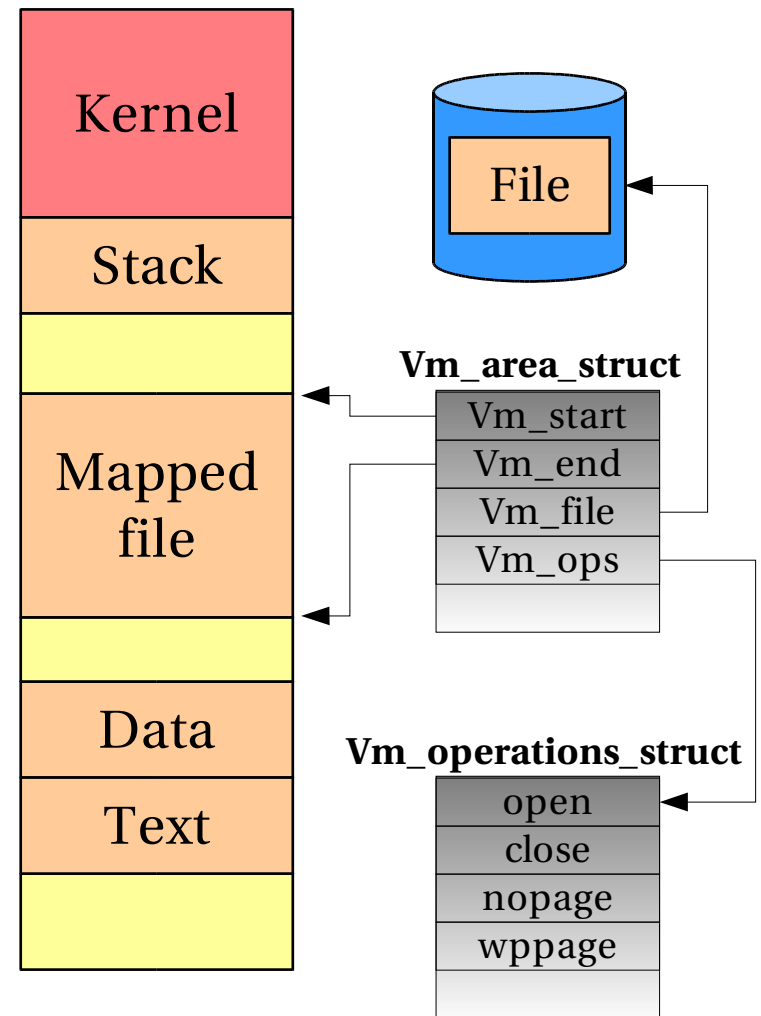 Kernel
Stack
Mapped
file
Data
Text
File
Vm_area_struct
Vm_start
Vm_end
Vm_file
Vm_ops
Vm_operations_struct
open
close
nopage
wppage